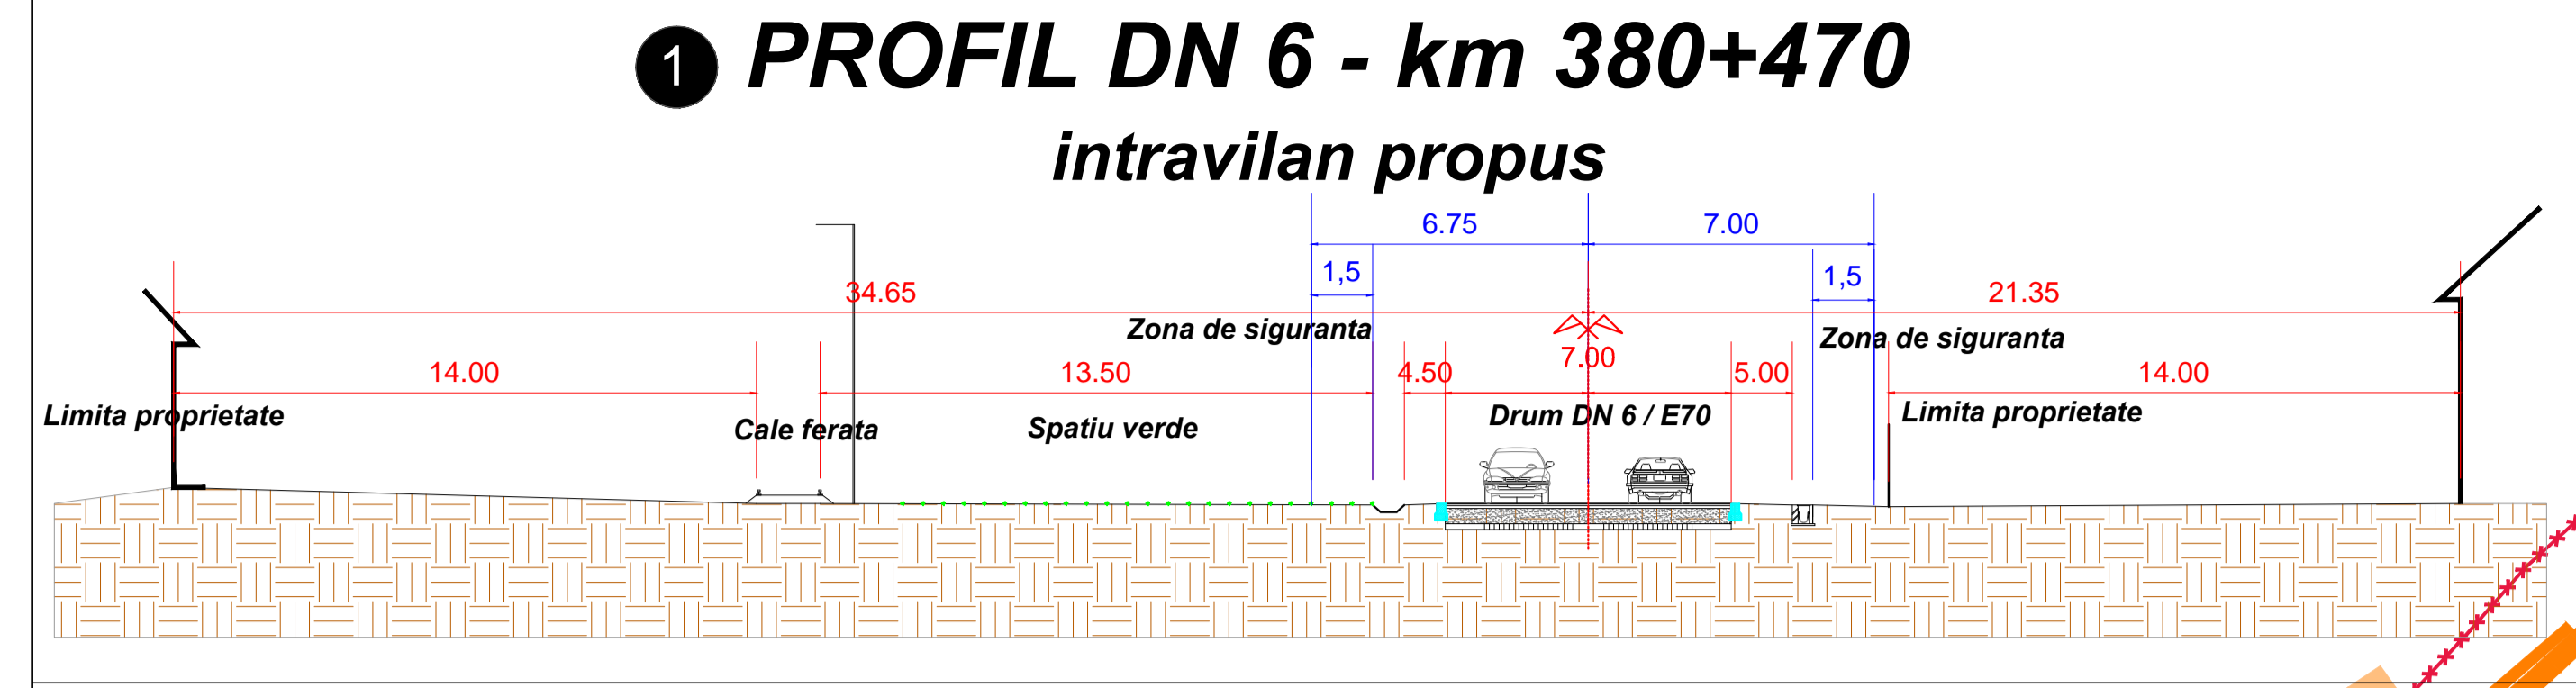 1 PROFIL DN 6 - km 380+470
intravilan propus
6.75 7.00
1,5 1,5
34.65 21.35
Zona de siguranta Zona de siguranta
14.00 13.50 4.50 7.00 5.00 14.00
Limita proprietate Cale ferata Spatiu verde Drum DN 6 / E70 Limita proprietate